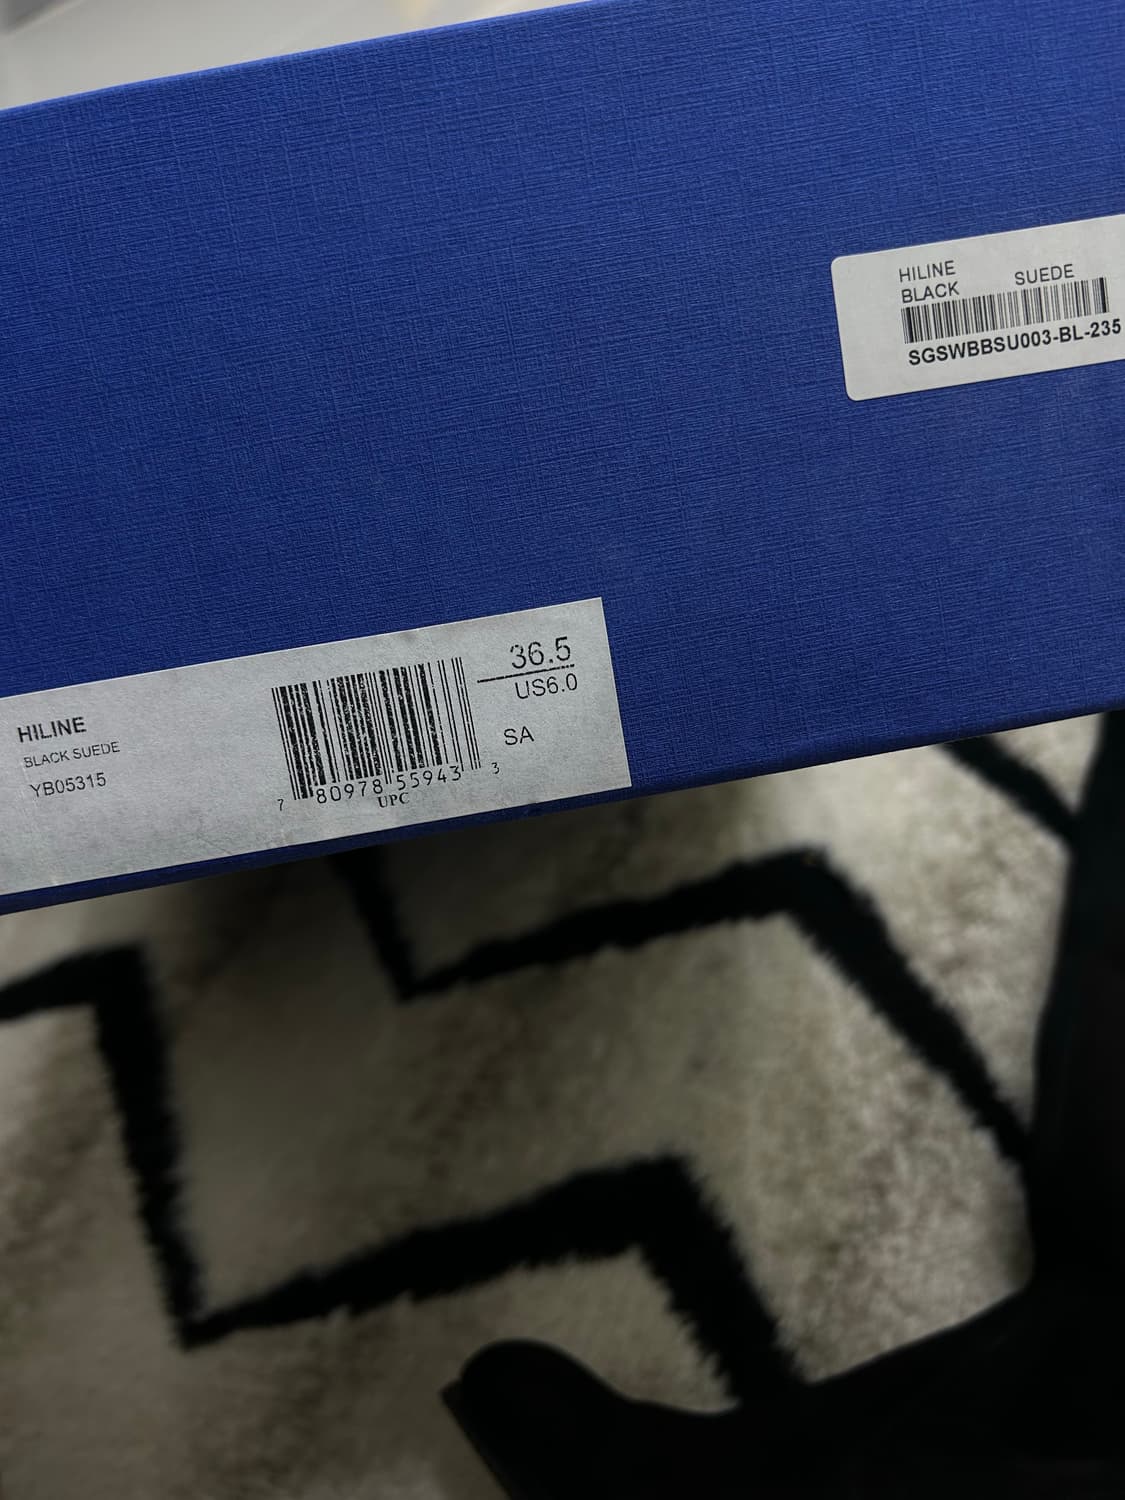 HILINE
BLACK SUEDE
SGSWBBSU003-BL-235
HILINE
BLACK SUEDE
YB05315
7 80978 55943 3
UPC
36.5
US6.0
SA